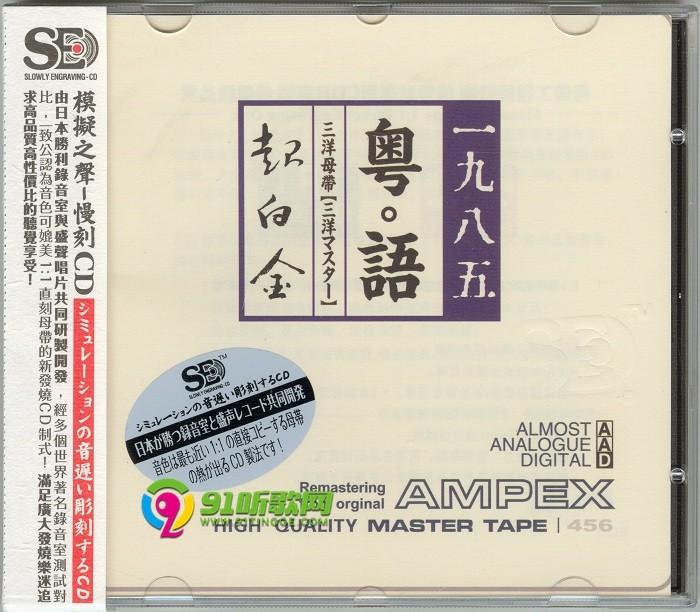 SE
SLOWLY ENGRAVING-CD
模擬之聲-慢刻CD シミュレーションの音遅い彫刻するCD
由日本勝利錄音室與盛聲唱片共同研製開發，經多個世界著名錄音室測試對
比，一致公認為音色可媲美1:1直刻母帶的新發燒CD制式！滿足廣大發燒樂迷追
求高品質高性價比的聽覺享受！
一九八五
粵。語
三洋母帶【三洋マスター】
超白金
SE™
SLOWLY ENGRAVING-CD
シミュレーションの音遅い彫刻するCD
日本が勝つ録音室と盛声レコード共同開発
音色は最も近い1:1の直接コピーする母帯
の熱が出るCD製法です！
ALMOST A
ANALOGUE A
DIGITAL D
Remastering
orginal AMPEX
HIGH QUALITY MASTER TAPE | 456
91听歌网